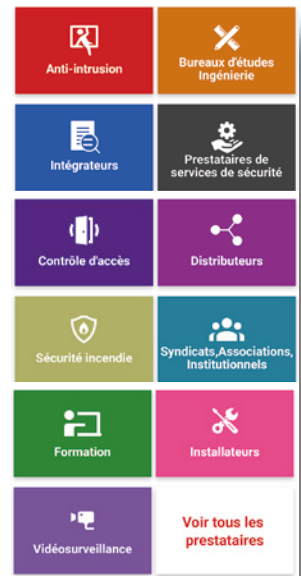 Anti-intrusion
Bureaux d'études
Ingénierie
Intégrateurs
Prestataires de
services de sécurité
Contrôle d'accès
Distributeurs
Sécurité incendie
Syndicats,Associations,
Institutionnels
Formation
Installateurs
Vidéosurveillance
Voir tous les
prestataires